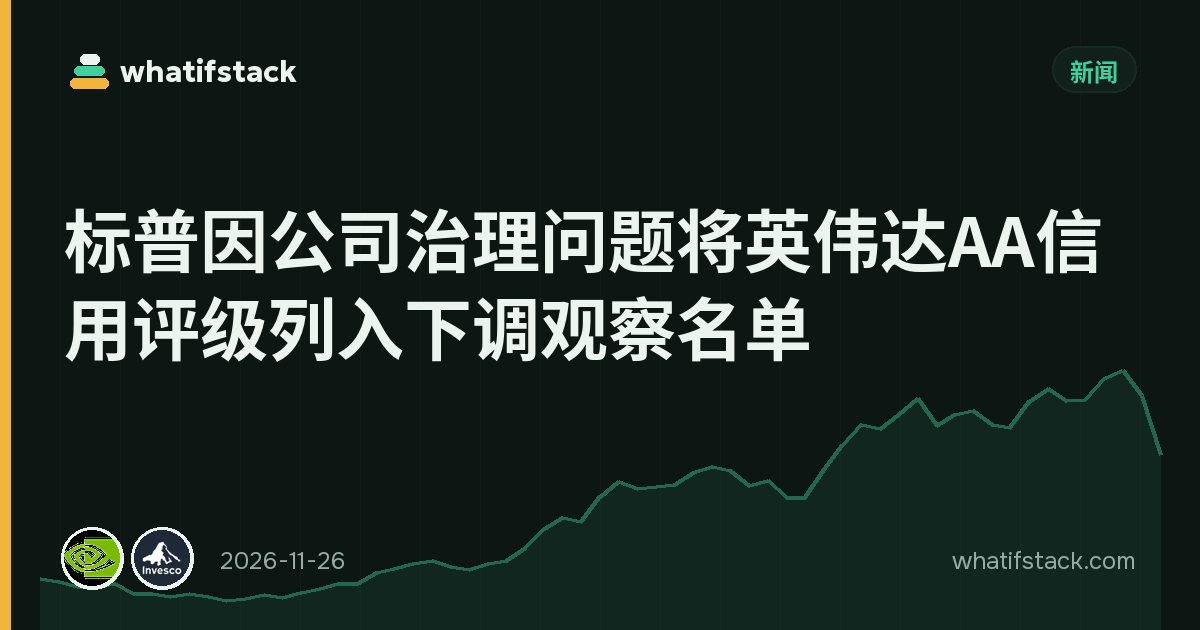 whatifstack
新闻
标普因公司治理问题将英伟达AA信
用评级列入下调观察名单
Invesco
2026-11-26
whatifstack.com